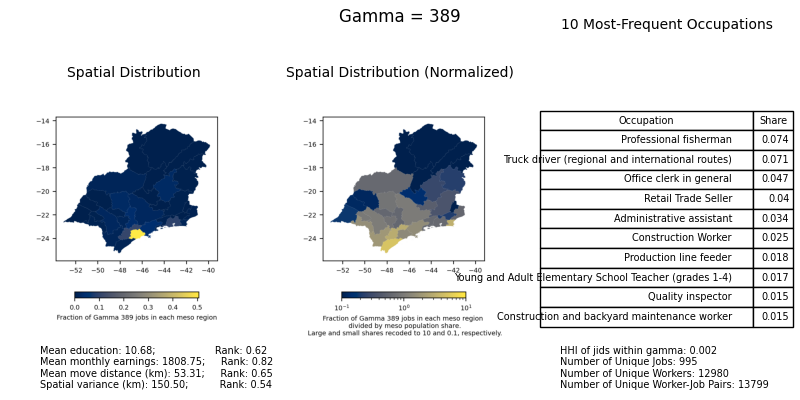 Gamma = 389
10 Most-Frequent Occupations
Spatial Distribution
Spatial Distribution (Normalized)
−14
−16
−18
−20
−22
−24
−52 −50 −48 −46 −44 −42 −40
0.0 0.1 0.2 0.3 0.4 0.5
Fraction of Gamma 389 jobs in each meso region
−14
−16
−18
−20
−22
−24
−52 −50 −48 −46 −44 −42 −40
10⁻¹ 10⁰ 10¹
Fraction of Gamma 389 jobs in each meso region
divided by meso population share.
Large and small shares recoded to 10 and 0.1, respectively.
Occupation Share
Professional fisherman 0.074
Truck driver (regional and international routes) 0.071
Office clerk in general 0.047
Retail Trade Seller 0.04
Administrative assistant 0.034
Construction Worker 0.025
Production line feeder 0.018
Young and Adult Elementary School Teacher (grades 1-4) 0.017
Quality inspector 0.015
Construction and backyard maintenance worker 0.015
Mean education: 10.68; Rank: 0.62
Mean monthly earnings: 1808.75; Rank: 0.82
Mean move distance (km): 53.31; Rank: 0.65
Spatial variance (km): 150.50; Rank: 0.54
HHI of jids within gamma: 0.002
Number of Unique Jobs: 995
Number of Unique Workers: 12980
Number of Unique Worker-Job Pairs: 13799